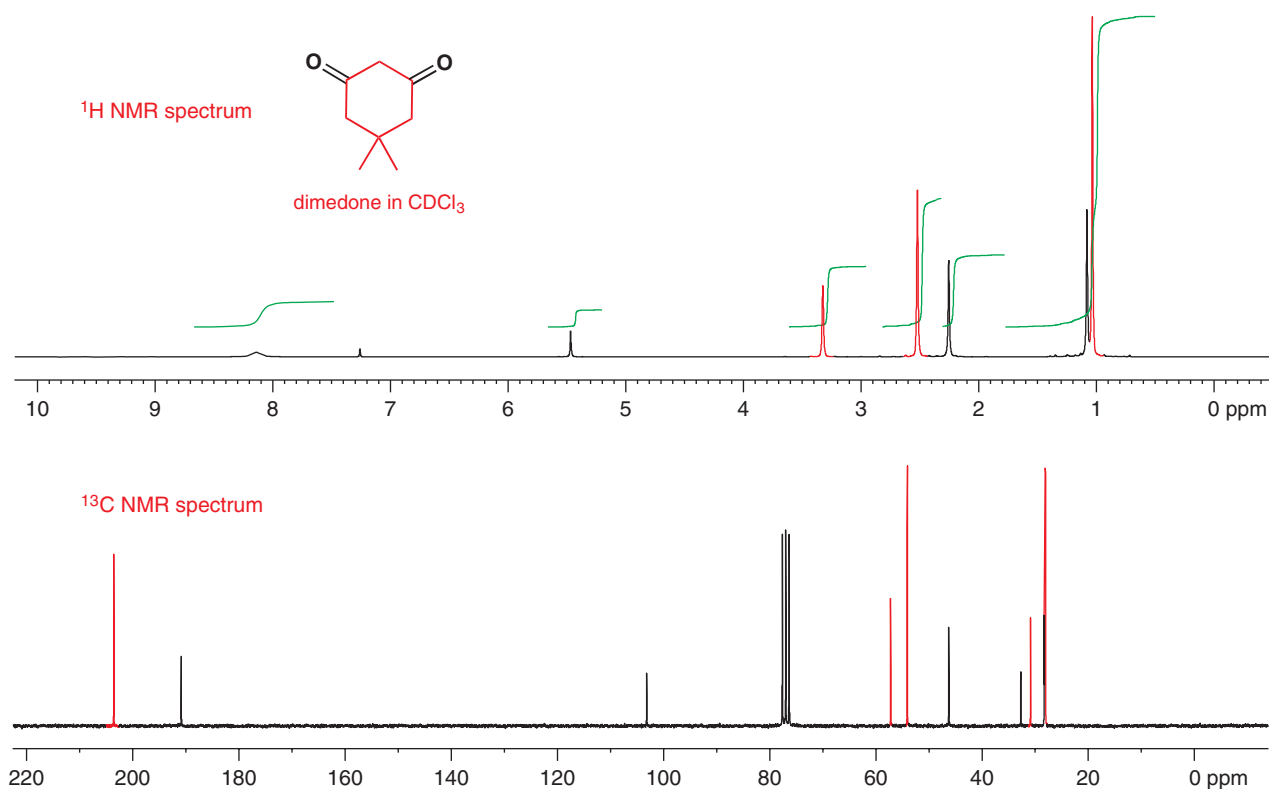 O O
¹H NMR spectrum
dimedone in CDCl₃
10 9 8 7 6 5 4 3 2 1 0 ppm
¹³C NMR spectrum
220 200 180 160 140 120 100 80 60 40 20 0 ppm